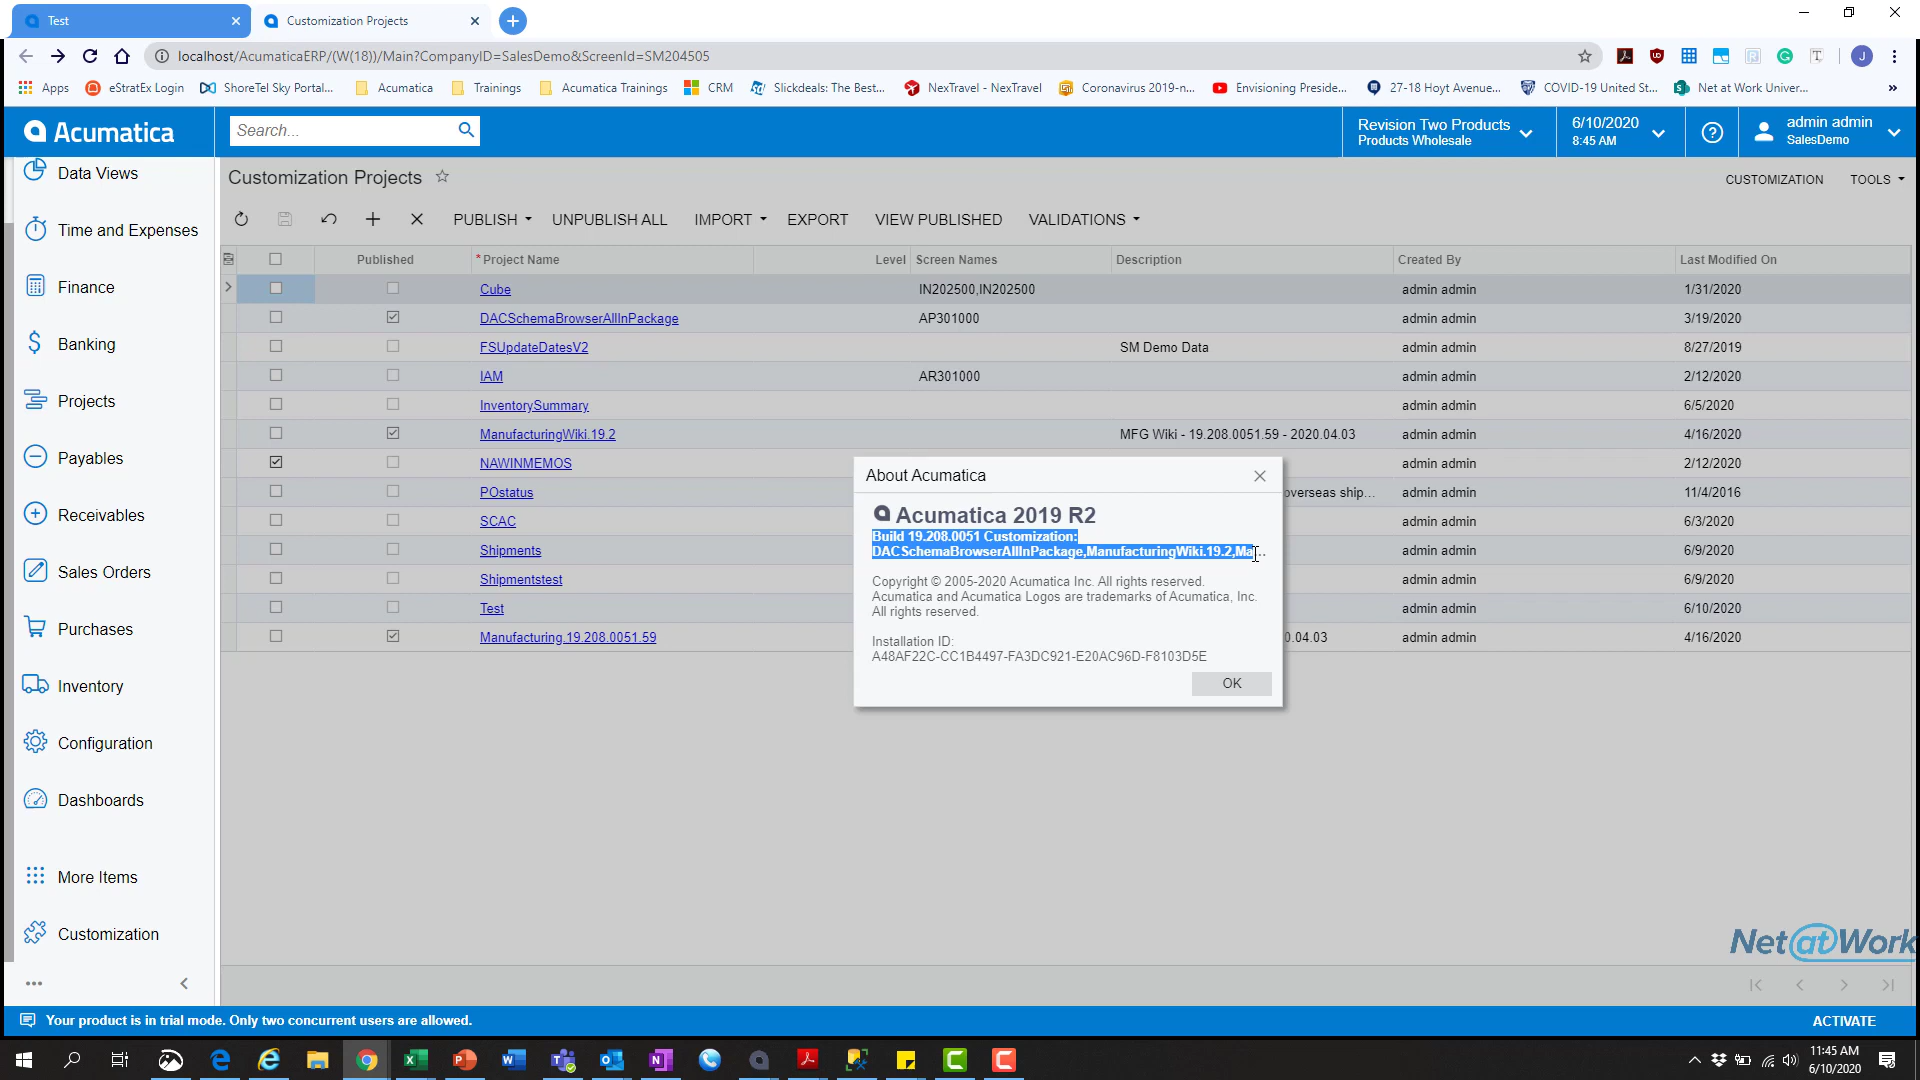 Test
Customization Projects
localhost/AcumaticaERP/(W(18))/Main?CompanyID=SalesDemo&ScreenId=SM204505
Apps
eStratEx Login
ShoreTel Sky Portal...
Acumatica
Trainings
Acumatica Trainings
CRM
Slickdeals: The Best...
NexTravel - NexTravel
Coronavirus 2019-n...
Envisioning Preside...
27-18 Hoyt Avenue...
COVID-19 United St...
Net at Work Univer...
Acumatica
Search...
Revision Two Products
Products Wholesale
6/10/2020
8:45 AM
admin admin
SalesDemo
Data Views
Time and Expenses
Finance
Banking
Projects
Payables
Receivables
Sales Orders
Purchases
Inventory
Configuration
Dashboards
More Items
Customization
Customization Projects
CUSTOMIZATION
TOOLS
PUBLISH
UNPUBLISH ALL
IMPORT
EXPORT
VIEW PUBLISHED
VALIDATIONS
Published *Project Name Level Screen Names Description Created By Last Modified On
Cube IN202500,IN202500 admin admin 1/31/2020
DACSchemaBrowserAllInPackage AP301000 admin admin 3/19/2020
FSUpdateDatesV2 SM Demo Data admin admin 8/27/2019
IAM AR301000 admin admin 2/12/2020
InventorySummary admin admin 6/5/2020
ManufacturingWiki.19.2 MFG Wiki - 19.208.0051.59 - 2020.04.03 admin admin 4/16/2020
NAWINMEMOS admin admin 2/12/2020
POstatus overseas ship... admin admin 11/4/2016
SCAC admin admin 6/3/2020
Shipments admin admin 6/9/2020
Shipmentstest admin admin 6/9/2020
Test admin admin 6/10/2020
Manufacturing.19.208.0051.59 0.04.03 admin admin 4/16/2020
About Acumatica
Acumatica 2019 R2
Build 19.208.0051 Customization:
DACSchemaBrowserAllInPackage,ManufacturingWiki.19.2,Ma...
Copyright © 2005-2020 Acumatica Inc. All rights reserved.
Acumatica and Acumatica Logos are trademarks of Acumatica, Inc.
All rights reserved.
Installation ID:
A48AF22C-CC1B4497-FA3DC921-E20AC96D-F8103D5E
OK
Net at Work
Your product is in trial mode. Only two concurrent users are allowed.
ACTIVATE
11:45 AM
6/10/2020